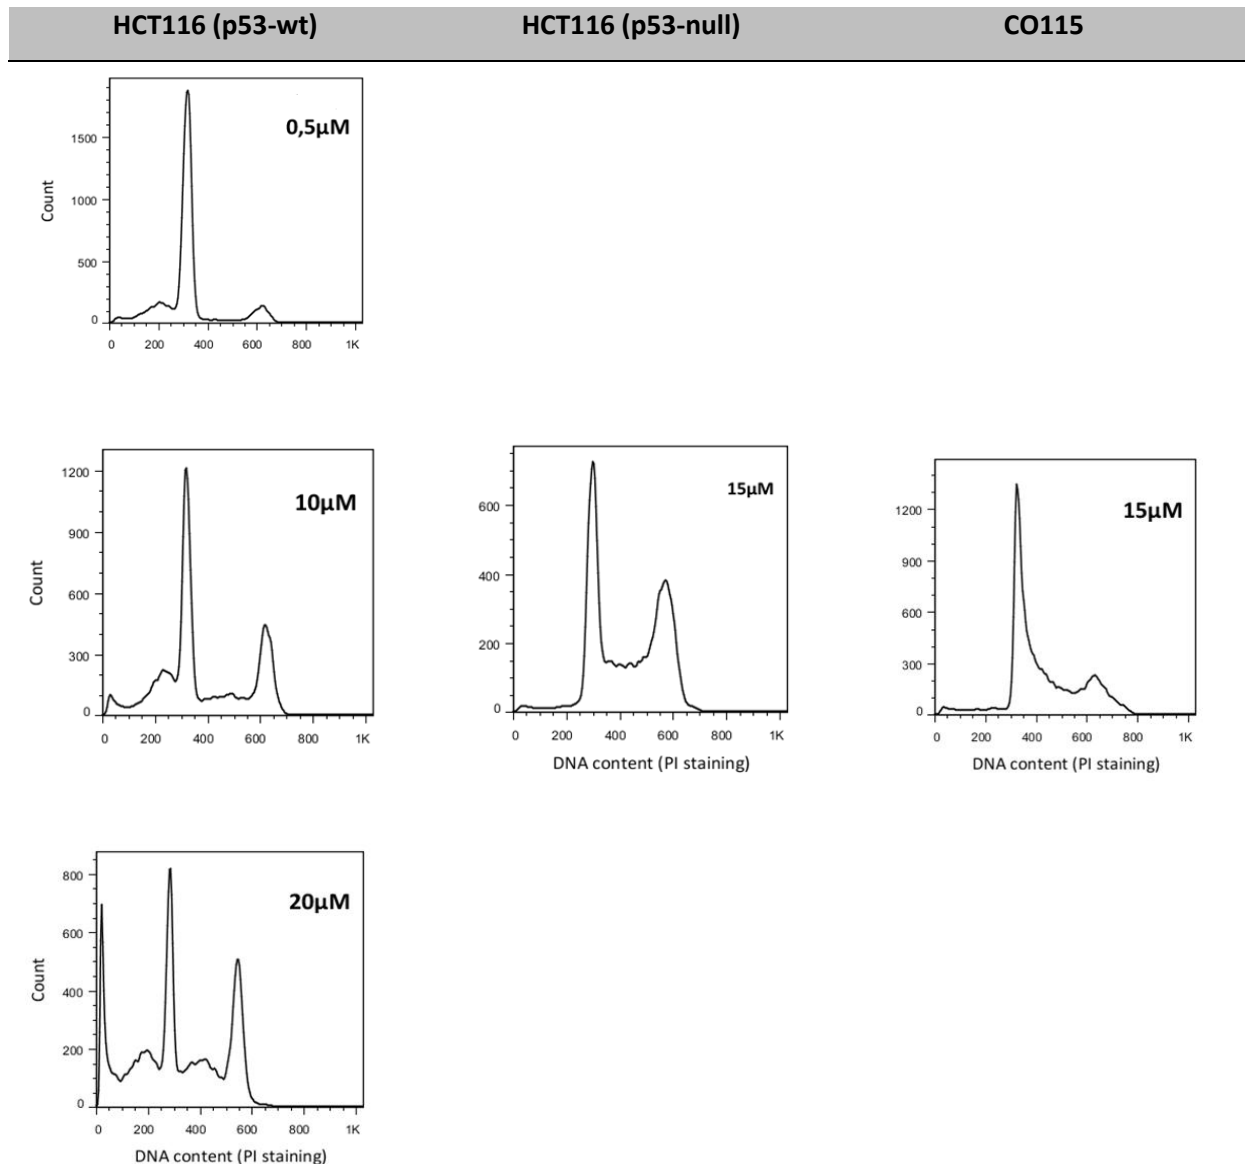 HCT116 (p53-wt) HCT116 (p53-null) CO115
0,5µM
1500
1000
500
0
Count
0 200 400 600 800 1K
10µM
1200
900
600
300
0
Count
0 200 400 600 800 1K
15µM
600
400
200
0
0 200 400 600 800 1K
DNA content (PI staining)
15µM
1200
900
600
300
0
0 200 400 600 800 1K
DNA content (PI staining)
20µM
800
600
400
200
0
Count
0 200 400 600 800 1K
DNA content (PI staining)